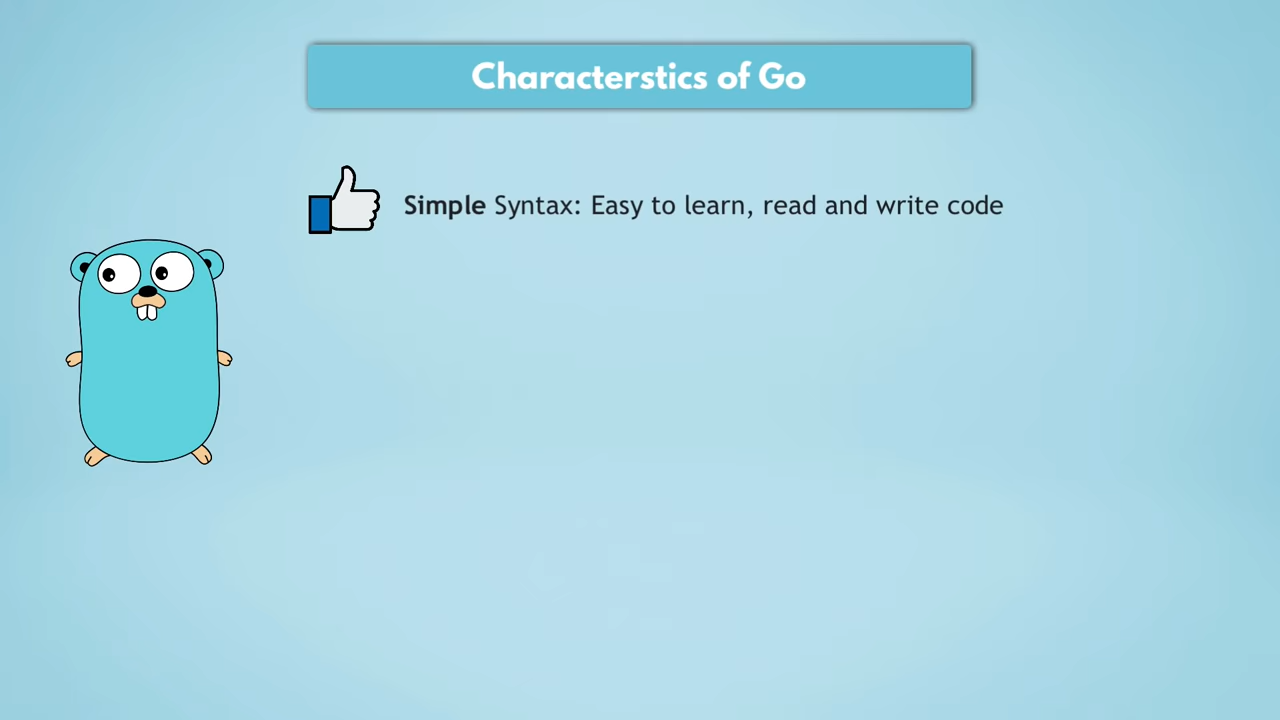 Characterstics of Go
Simple Syntax: Easy to learn, read and write code